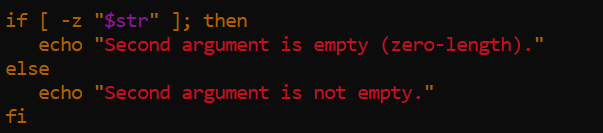 if [ -z "$str" ]; then
   echo "Second argument is empty (zero-length)."
else
   echo "Second argument is not empty."
fi